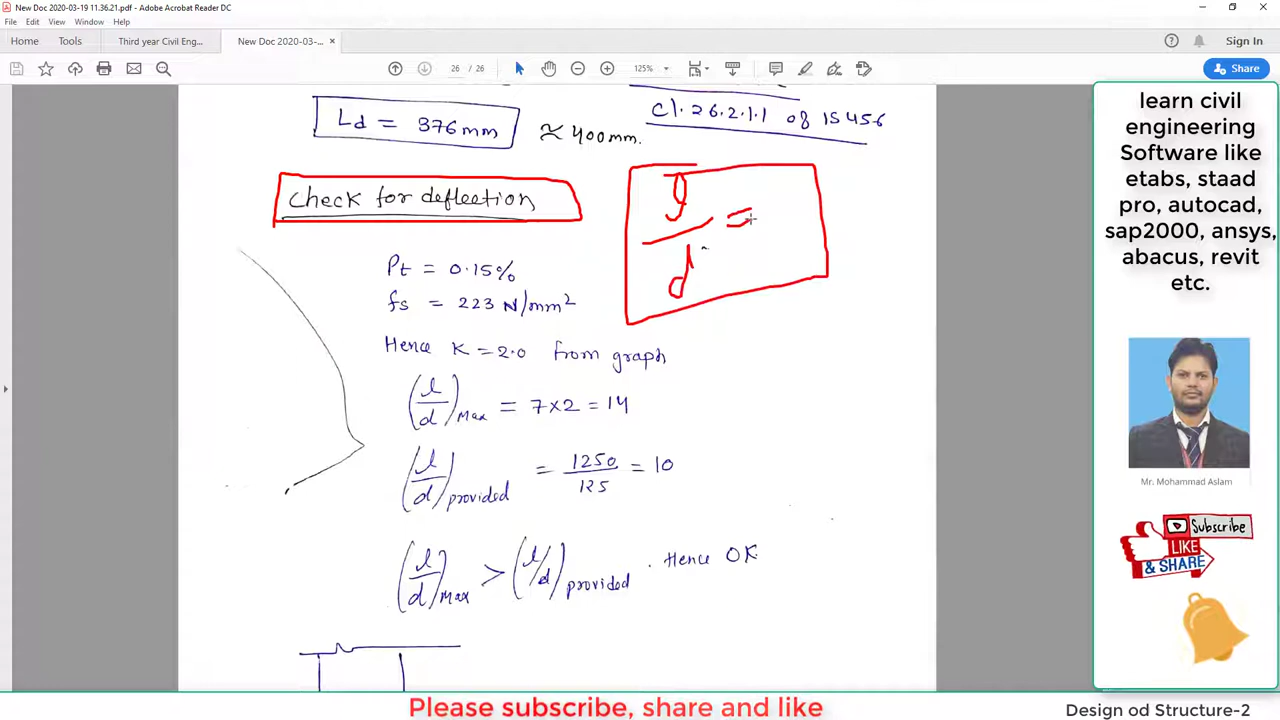 New Doc 2020-03-19 11.36.21.pdf - Adobe Acrobat Reader DC
File Edit View Window Help
Home Tools Third year Civil Eng... New Doc 2020-03-... × Sign In
26 / 26 125% Share
Ld = 376mm ≈ 400mm.
cl. 26.2.1.1 of IS 456
Check for deflection
Pt = 0.15%
fs = 223 N/mm²
Hence K = 2.0 from graph
(l/d)Max = 7×2 = 14
(l/d)provided = 1250/125 = 10
(l/d)Max > (l/d)provided . Hence OK
learn civil
engineering
Software like
etabs, staad
pro, autocad,
sap2000, ansys,
abacus, revit
etc.
Mr. Mohammad Aslam
Subscribe
LIKE
& SHARE
Please subscribe, share and like
Design od Structure-2